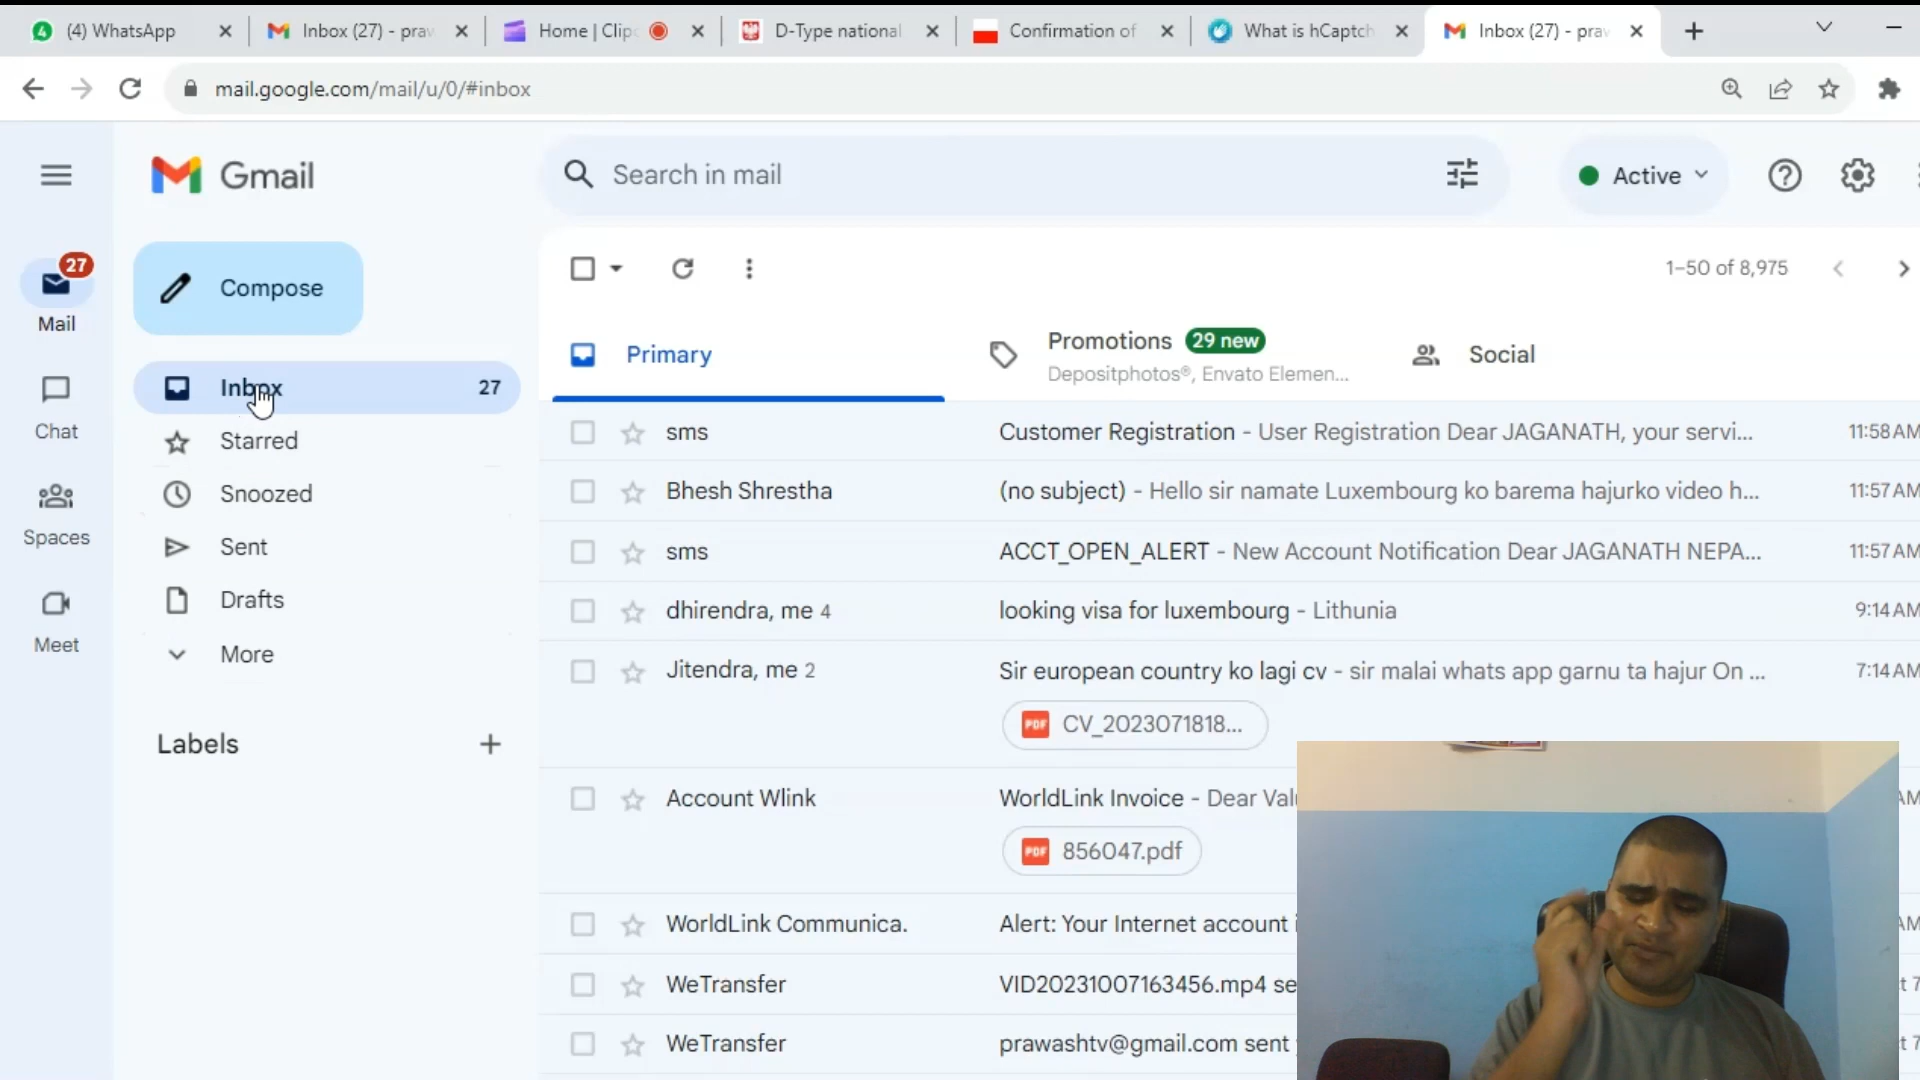 (4) WhatsApp
Inbox (27) - praw
Home | Clipc
D-Type national
Confirmation of
What is hCaptch
Inbox (27) - praw
mail.google.com/mail/u/0/#inbox
Gmail
Search in mail
Active
27
Mail
Compose
1–50 of 8,975
Primary
Promotions 29 new
Depositphotos®, Envato Elemen...
Social
Inbox 27
Chat
Starred
Snoozed
Spaces
Sent
Drafts
Meet
More
Labels
sms Customer Registration - User Registration Dear JAGANATH, your servi... 11:58 AM
Bhesh Shrestha (no subject) - Hello sir namate Luxembourg ko barema hajurko video h... 11:57 AM
sms ACCT_OPEN_ALERT - New Account Notification Dear JAGANATH NEPA... 11:57 AM
dhirendra, me 4 looking visa for luxembourg - Lithunia 9:14 AM
Jitendra, me 2 Sir european country ko lagi cv - sir malai whats app garnu ta hajur On ... 7:14 AM
PDF CV_2023071818...
Account Wlink WorldLink Invoice - Dear Val
PDF 856047.pdf
WorldLink Communica. Alert: Your Internet account
WeTransfer VID20231007163456.mp4 se
WeTransfer prawashtv@gmail.com sent